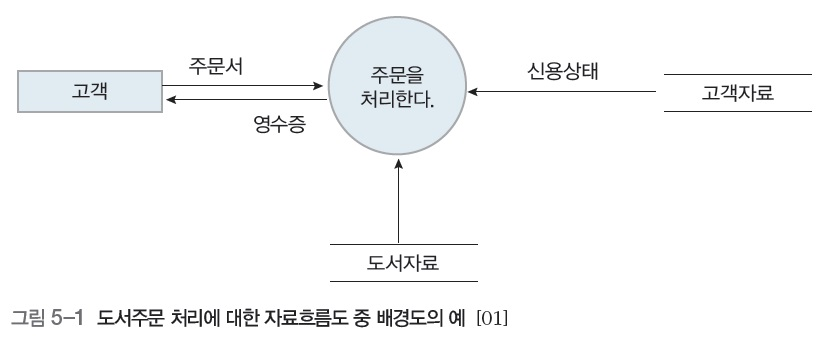 주문서
신용상태
고객
주문을
처리한다.
고객자료
영수증
도서자료
그림 5-1 도서주문 처리에 대한 자료흐름도 중 배경도의 예 [01]